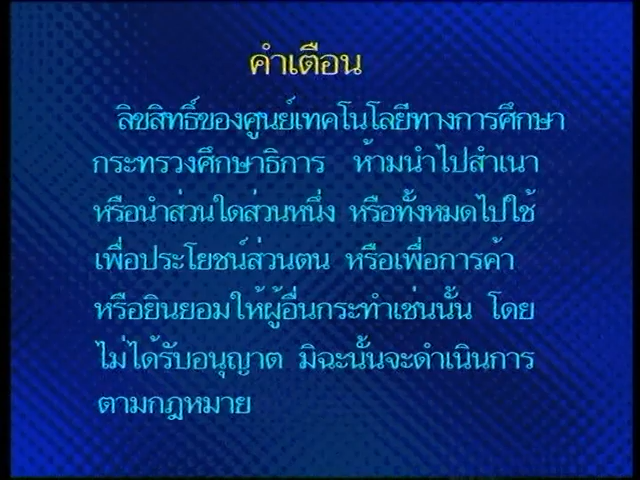 คำเตือน
ลิขสิทธิ์ของศูนย์เทคโนโลยีทางการศึกษา
กระทรวงศึกษาธิการ ห้ามนำไปสำเนา
หรือนำส่วนใดส่วนหนึ่ง หรือทั้งหมดไปใช้
เพื่อประโยชน์ส่วนตน หรือเพื่อการค้า
หรือยินยอมให้ผู้อื่นกระทำเช่นนั้น โดย
ไม่ได้รับอนุญาต มิฉะนั้นจะดำเนินการ
ตามกฎหมาย